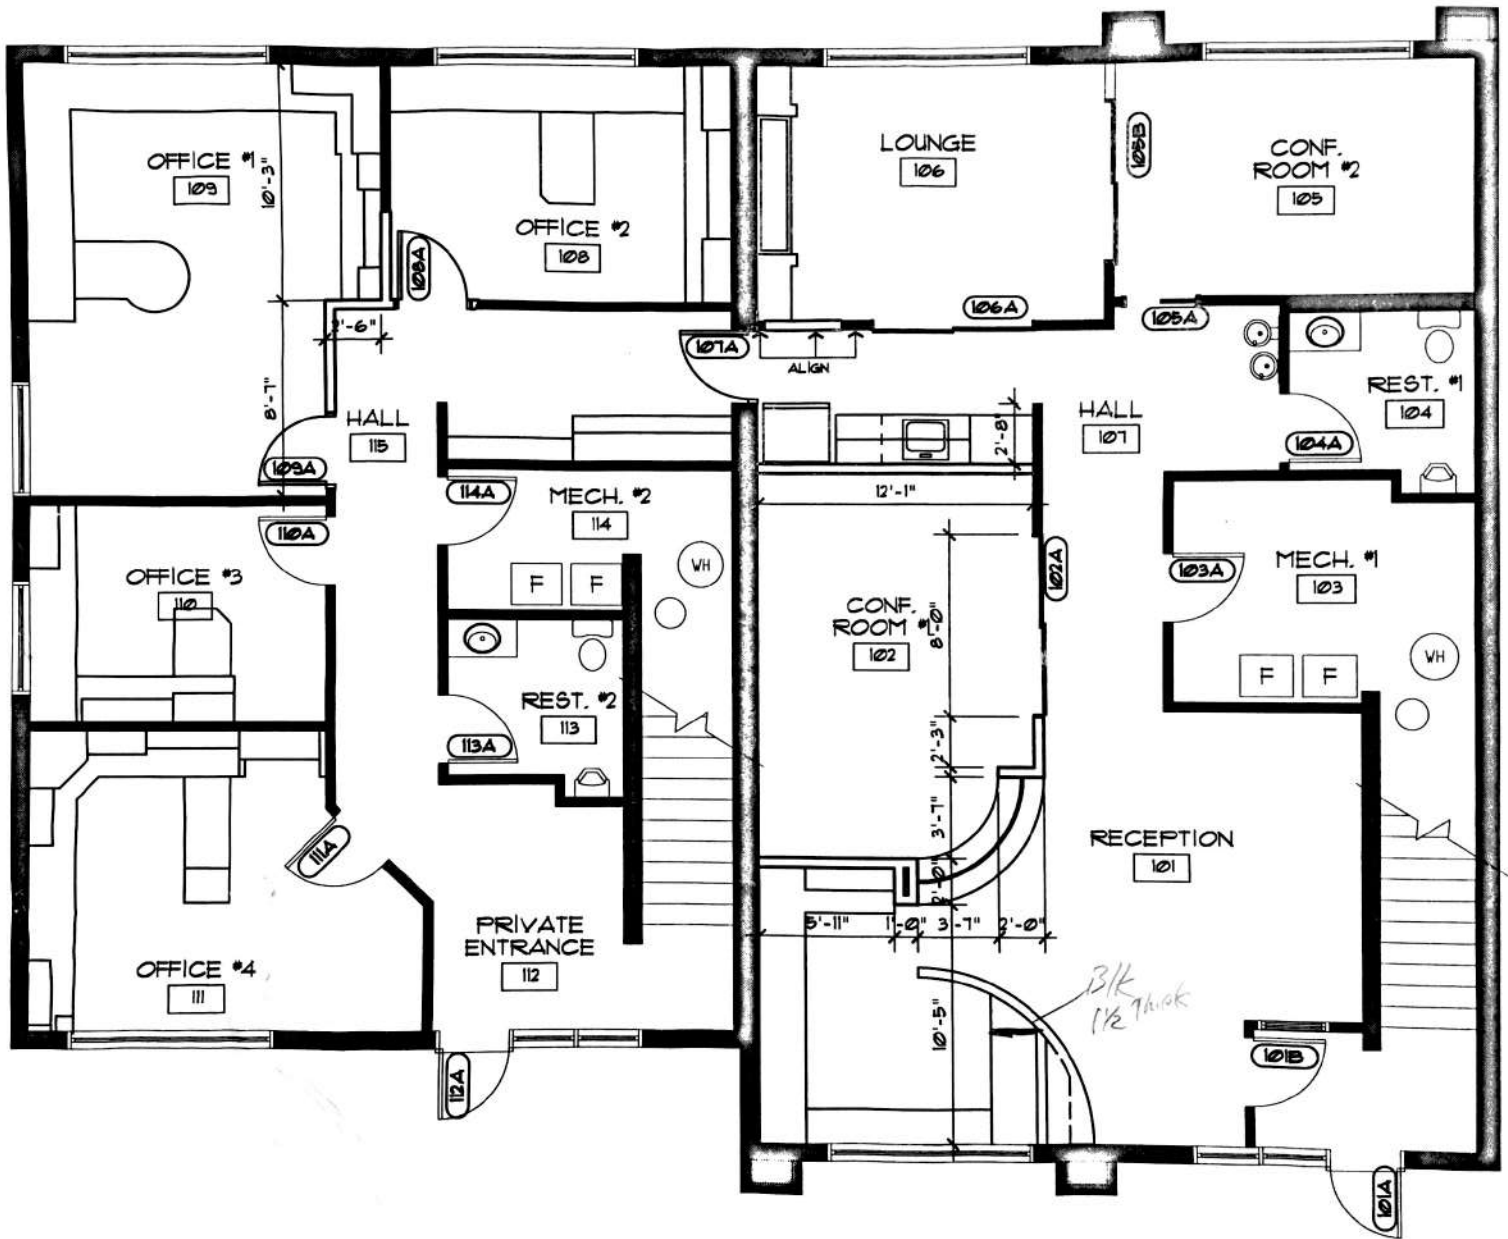 OFFICE #1
109
10'-3"
8'-7"
109A
OFFICE #2
108
108A
2'-6"
HALL
115
107A
LOUNGE
106
106A
105B
CONF.
ROOM #2
105
105A
ALIGN
HALL
107
2'-8"
12'-1"
REST. #1
104
104A
OFFICE #3
110
110A
MECH. #2
114
114A
F F
WH
REST. #2
113
113A
CONF.
ROOM #1
102
102A
8'-0"
2'-3"
3'-7"
2'-0"
MECH. #1
103
103A
F F
WH
OFFICE #4
111
111A
PRIVATE
ENTRANCE
112
112A
RECEPTION
101
5'-11" 1'-0" 3'-7" 2'-0"
10'-5"
Blk
1 1/2 Thick
101B
101A